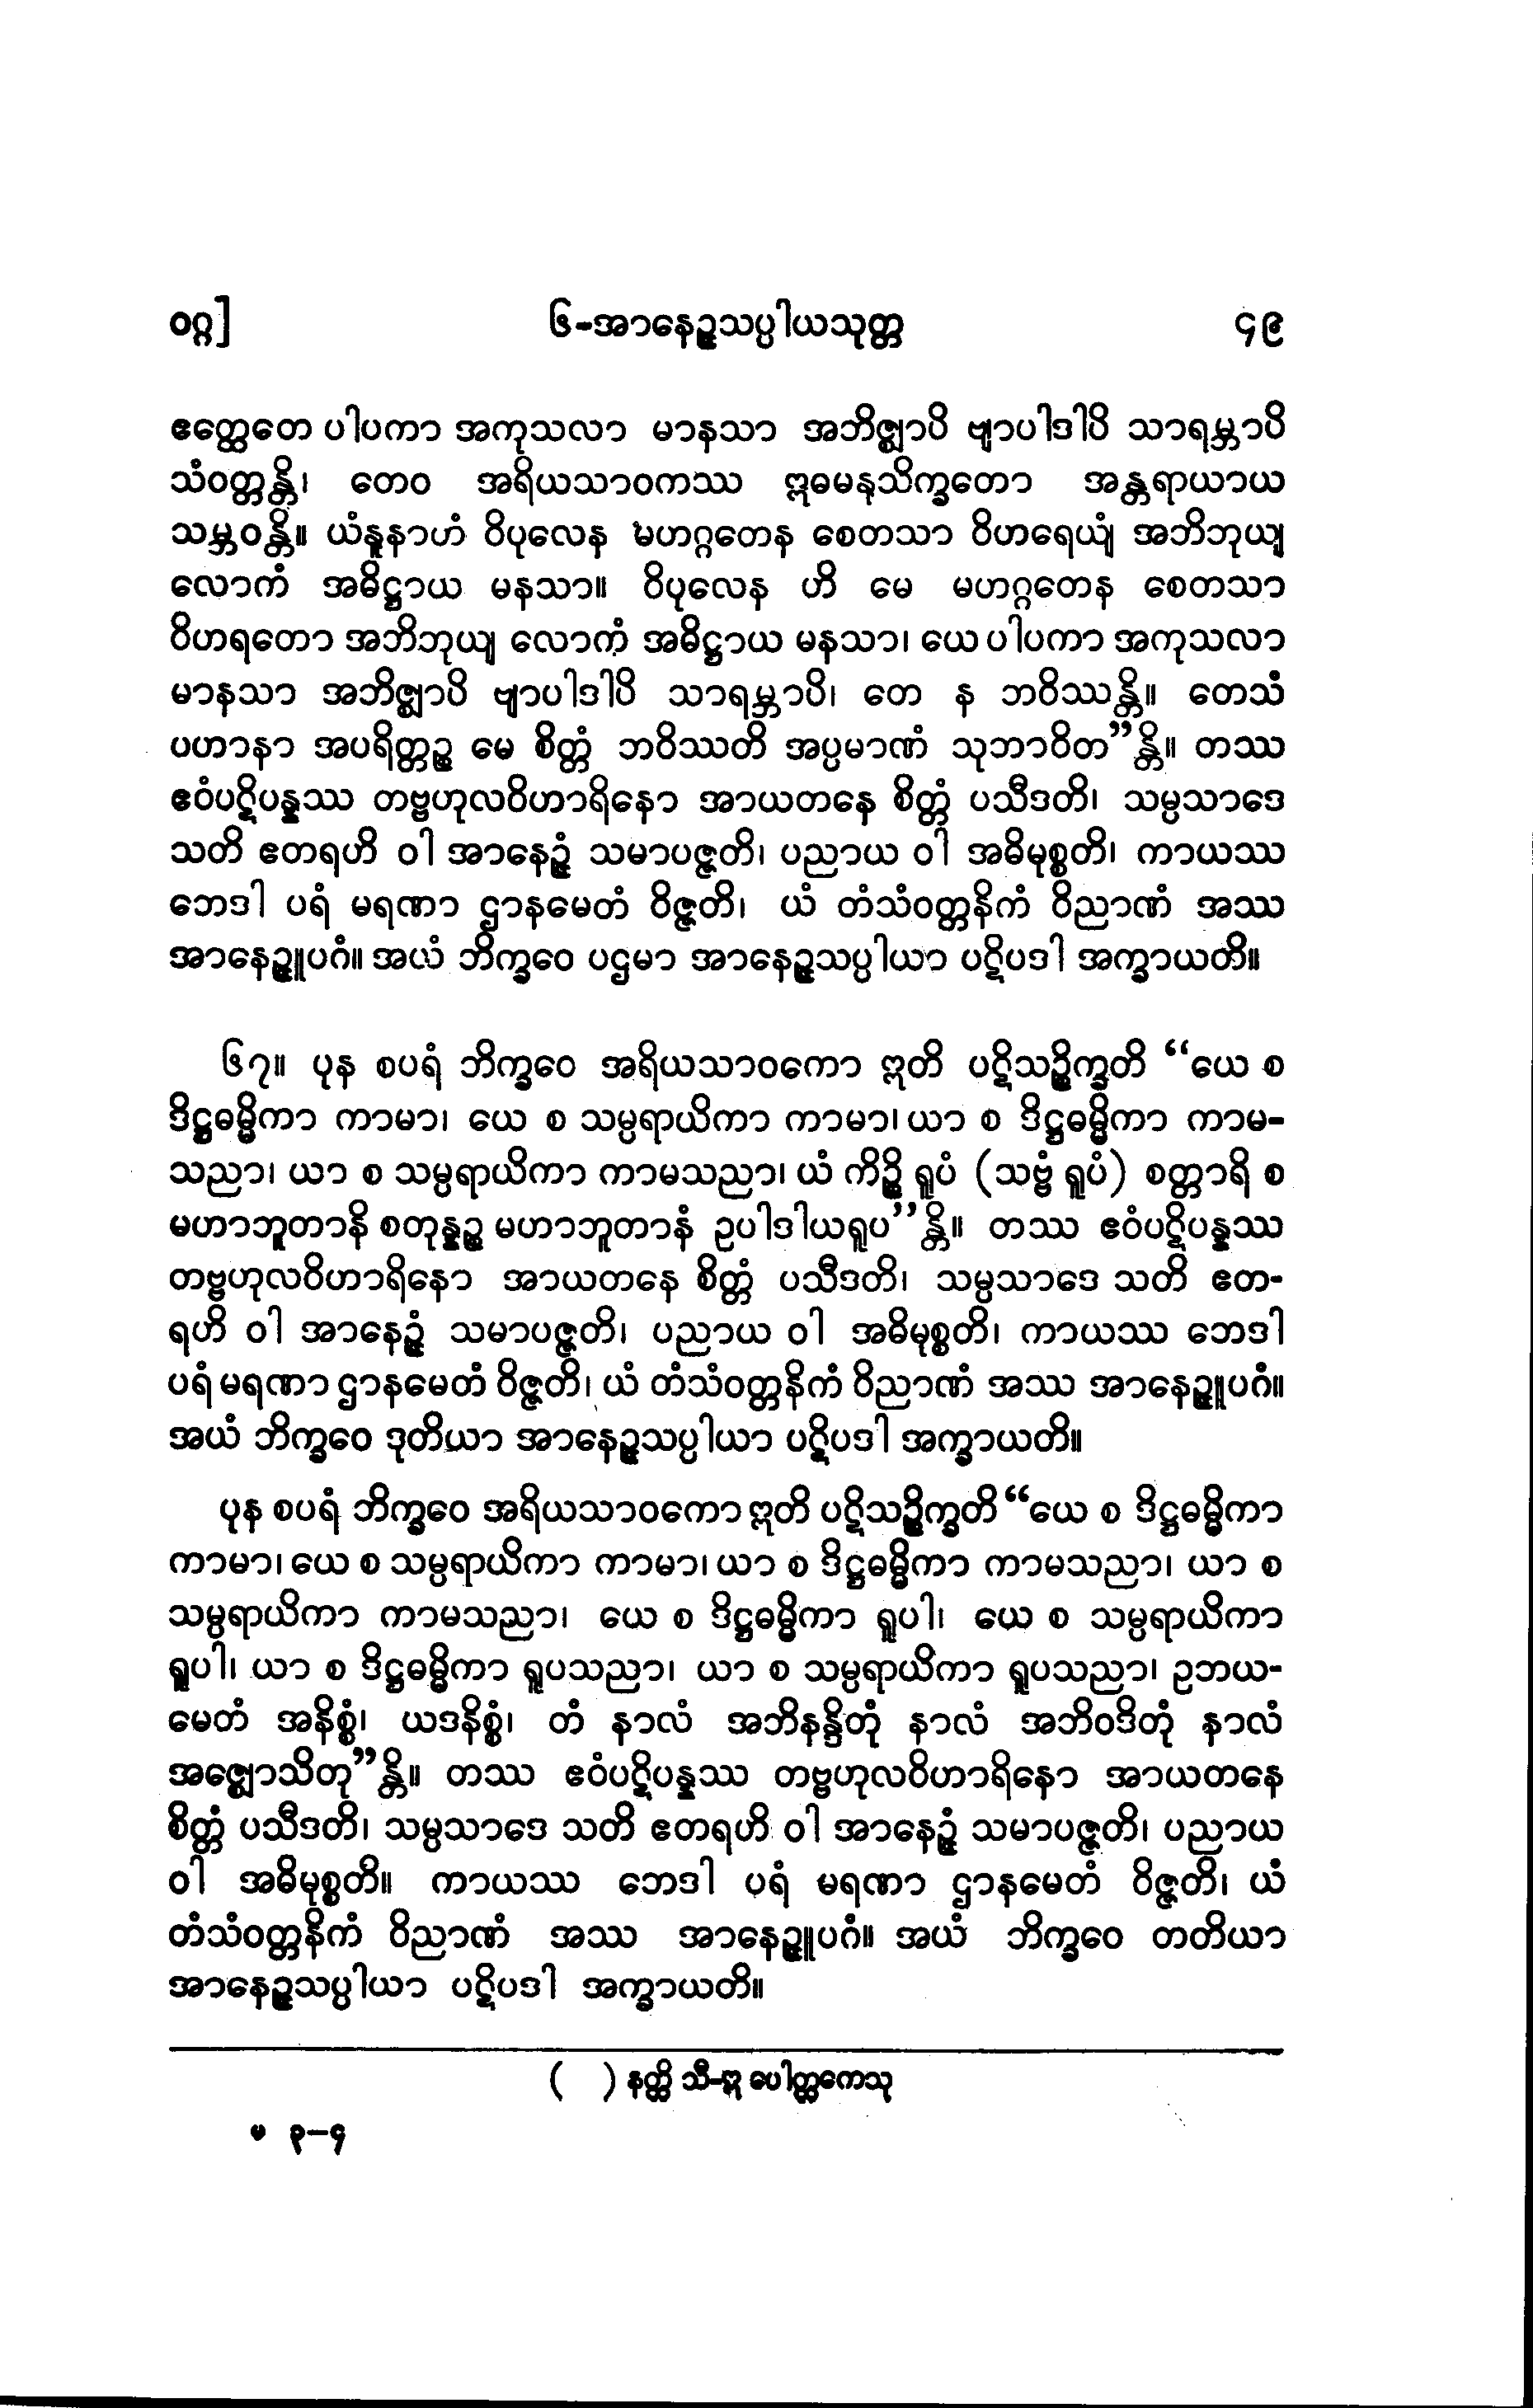 ဝဂ္ဂ]
၆-အာနေဉ္ဇသပ္ပါယသုတ္တ
၄၉
ဧတ္ထေတေ ပါပကာ အကုသလာ မာနသာ အဘိဇ္ဈာပိ ဗျာပါဒါပိ သာရမ္ဘာပိ
သံဝတ္တန္တိ၊ တေဝ အရိယသာဝကဿ ဣဓမနုသိက္ခတော အန္တရာယာယ
သမ္ဘဝန္တိ။ ယံနူနာဟံ ဝိပုလေန မဟဂ္ဂတေန စေတသာ ဝိဟရေယျံ အဘိဘုယျ
လောကံ အဓိဋ္ဌာယ မနသာ။ ဝိပုလေန ဟိ မေ မဟဂ္ဂတေန စေတသာ
ဝိဟရတော အဘိဘုယျ လောကံ အဓိဋ္ဌာယ မနသာ၊ ယေ ပါပကာ အကုသလာ
မာနသာ အဘိဇ္ဈာပိ ဗျာပါဒါပိ သာရမ္ဘာပိ၊ တေ န ဘဝိဿန္တိ။ တေသံ
ပဟာနာ အပရိတ္တဉ္စ မေ စိတ္တံ ဘဝိဿတိ အပ္ပမာဏံ သုဘာဝိတ”န္တိ။ တဿ
ဧဝံပဋိပန္နဿ တဗ္ဗဟုလဝိဟာရိနော အာယတနေ စိတ္တံ ပသီဒတိ၊ သမ္ပသာဒေ
သတိ ဧတရဟိ ဝါ အာနေဉ္ဇံ သမာပဇ္ဇတိ၊ ပညာယ ဝါ အဓိမုစ္စတိ၊ ကာယဿ
ဘေဒါ ပရံ မရဏာ ဌာနမေတံ ဝိဇ္ဇတိ၊ ယံ တံသံဝတ္တနိကံ ဝိညာဏံ အဿ
အာနေဉ္ဇူပဂံ။ အယံ ဘိက္ခဝေ ပဌမာ အာနေဉ္ဇသပ္ပါယာ ပဋိပဒါ အက္ခာယတိ။
၆၇။ ပုန စပရံ ဘိက္ခဝေ အရိယသာဝကော ဣတိ ပဋိသဉ္စိက္ခတိ “ယေ စ
ဒိဋ္ဌဓမ္မိကာ ကာမာ၊ ယေ စ သမ္ပရာယိကာ ကာမာ၊ ယာ စ ဒိဋ္ဌဓမ္မိကာ ကာမ-
သညာ၊ ယာ စ သမ္ပရာယိကာ ကာမသညာ၊ ယံ ကိဉ္စိ ရူပံ (သဗ္ဗံ ရူပံ) စတ္တာရိ စ
မဟာဘူတာနိ စတုန္နဉ္စ မဟာဘူတာနံ ဥပါဒါယရူပ”န္တိ။ တဿ ဧဝံပဋိပန္နဿ
တဗ္ဗဟုလဝိဟာရိနော အာယတနေ စိတ္တံ ပသီဒတိ၊ သမ္ပသာဒေ သတိ ဧတ-
ရဟိ ဝါ အာနေဉ္ဇံ သမာပဇ္ဇတိ၊ ပညာယ ဝါ အဓိမုစ္စတိ၊ ကာယဿ ဘေဒါ
ပရံ မရဏာ ဌာနမေတံ ဝိဇ္ဇတိ၊ ယံ တံသံဝတ္တနိကံ ဝိညာဏံ အဿ အာနေဉ္ဇူပဂံ။
အယံ ဘိက္ခဝေ ဒုတိယာ အာနေဉ္ဇသပ္ပါယာ ပဋိပဒါ အက္ခာယတိ။
ပုန စပရံ ဘိက္ခဝေ အရိယသာဝကော ဣတိ ပဋိသဉ္စိက္ခတိ “ယေ စ ဒိဋ္ဌဓမ္မိကာ
ကာမာ၊ ယေ စ သမ္ပရာယိကာ ကာမာ၊ ယာ စ ဒိဋ္ဌဓမ္မိကာ ကာမသညာ၊ ယာ စ
သမ္ပရာယိကာ ကာမသညာ၊ ယေ စ ဒိဋ္ဌဓမ္မိကာ ရူပါ၊ ယေ စ သမ္ပရာယိကာ
ရူပါ၊ ယာ စ ဒိဋ္ဌဓမ္မိကာ ရူပသညာ၊ ယာ စ သမ္ပရာယိကာ ရူပသညာ၊ ဥဘယ-
မေတံ အနိစ္စံ၊ ယဒနိစ္စံ၊ တံ နာလံ အဘိနန္ဒိတုံ နာလံ အဘိဝဒိတုံ နာလံ
အဇ္ဈောသိတု”န္တိ။ တဿ ဧဝံပဋိပန္နဿ တဗ္ဗဟုလဝိဟာရိနော အာယတနေ
စိတ္တံ ပသီဒတိ၊ သမ္ပသာဒေ သတိ ဧတရဟိ ဝါ အာနေဉ္ဇံ သမာပဇ္ဇတိ၊ ပညာယ
ဝါ အဓိမုစ္စတိ။ ကာယဿ ဘေဒါ ပရံ မရဏာ ဌာနမေတံ ဝိဇ္ဇတိ၊ ယံ
တံသံဝတ္တနိကံ ဝိညာဏံ အဿ အာနေဉ္ဇူပဂံ။ အယံ ဘိက္ခဝေ တတိယာ
အာနေဉ္ဇသပ္ပါယာ ပဋိပဒါ အက္ခာယတိ။
( ) နတ္ထိ သီ-ဣ ပေါတ္ထကေသု
မ ၃-၄